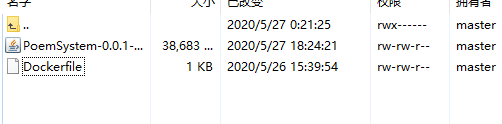 名字 大小 已改变 权限 拥有者
.. 2020/5/27 0:21:25 rwx------ master
PoemSystem-0.0.1-... 38,683 ... 2020/5/27 18:24:21 rw-rw-r-- master
Dockerfile 1 KB 2020/5/26 15:39:54 rw-rw-r-- master